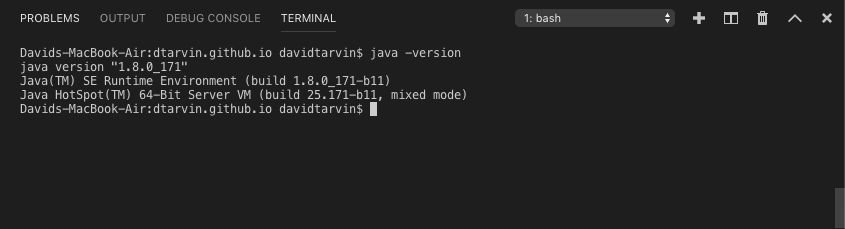 PROBLEMS OUTPUT DEBUG CONSOLE TERMINAL 1: bash
Davids-MacBook-Air:dtarvin.github.io davidtarvin$ java -version
java version "1.8.0_171"
Java(TM) SE Runtime Environment (build 1.8.0_171-b11)
Java HotSpot(TM) 64-Bit Server VM (build 25.171-b11, mixed mode)
Davids-MacBook-Air:dtarvin.github.io davidtarvin$